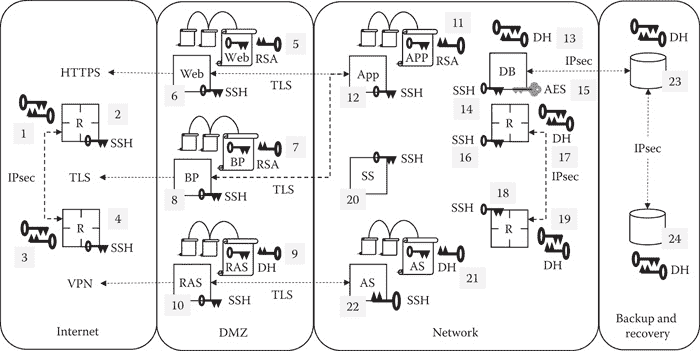 Web
5
RSA
HTTPS
Web
6
SSH
TLS
11
APP
RSA
App
12
SSH
DH
13
DB
IPsec
AES
15
SSH
14
DH
23
1
2
R
SSH
IPsec
TLS
7
BP
RSA
BP
8
SSH
TLS
SS
SSH
20
R
SSH
16
DH
17
IPsec
IPsec
3
4
R
SSH
VPN
9
RAS
DH
RAS
10
SSH
TLS
AS
DH
21
AS
22
SSH
18
SSH
R
19
DH
24
DH
Internet
DMZ
Network
Backup and
recovery